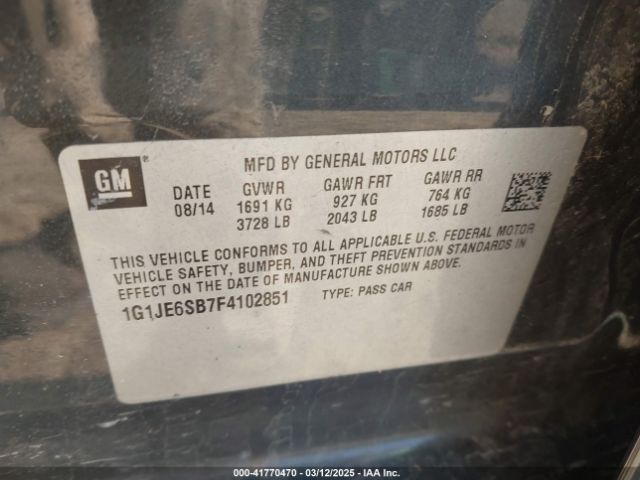 GM
®
MFD BY GENERAL MOTORS LLC
DATE GVWR GAWR FRT GAWR RR
08/14 1691 KG 927 KG 764 KG
3728 LB 2043 LB 1685 LB
THIS VEHICLE CONFORMS TO ALL APPLICABLE U.S. FEDERAL MOTOR
VEHICLE SAFETY, BUMPER, AND THEFT PREVENTION STANDARDS IN
EFFECT ON THE DATE OF MANUFACTURE SHOWN ABOVE.
1G1JE6SB7F4102851 TYPE: PASS CAR
000-41770470 - 03/12/2025 - IAA Inc.